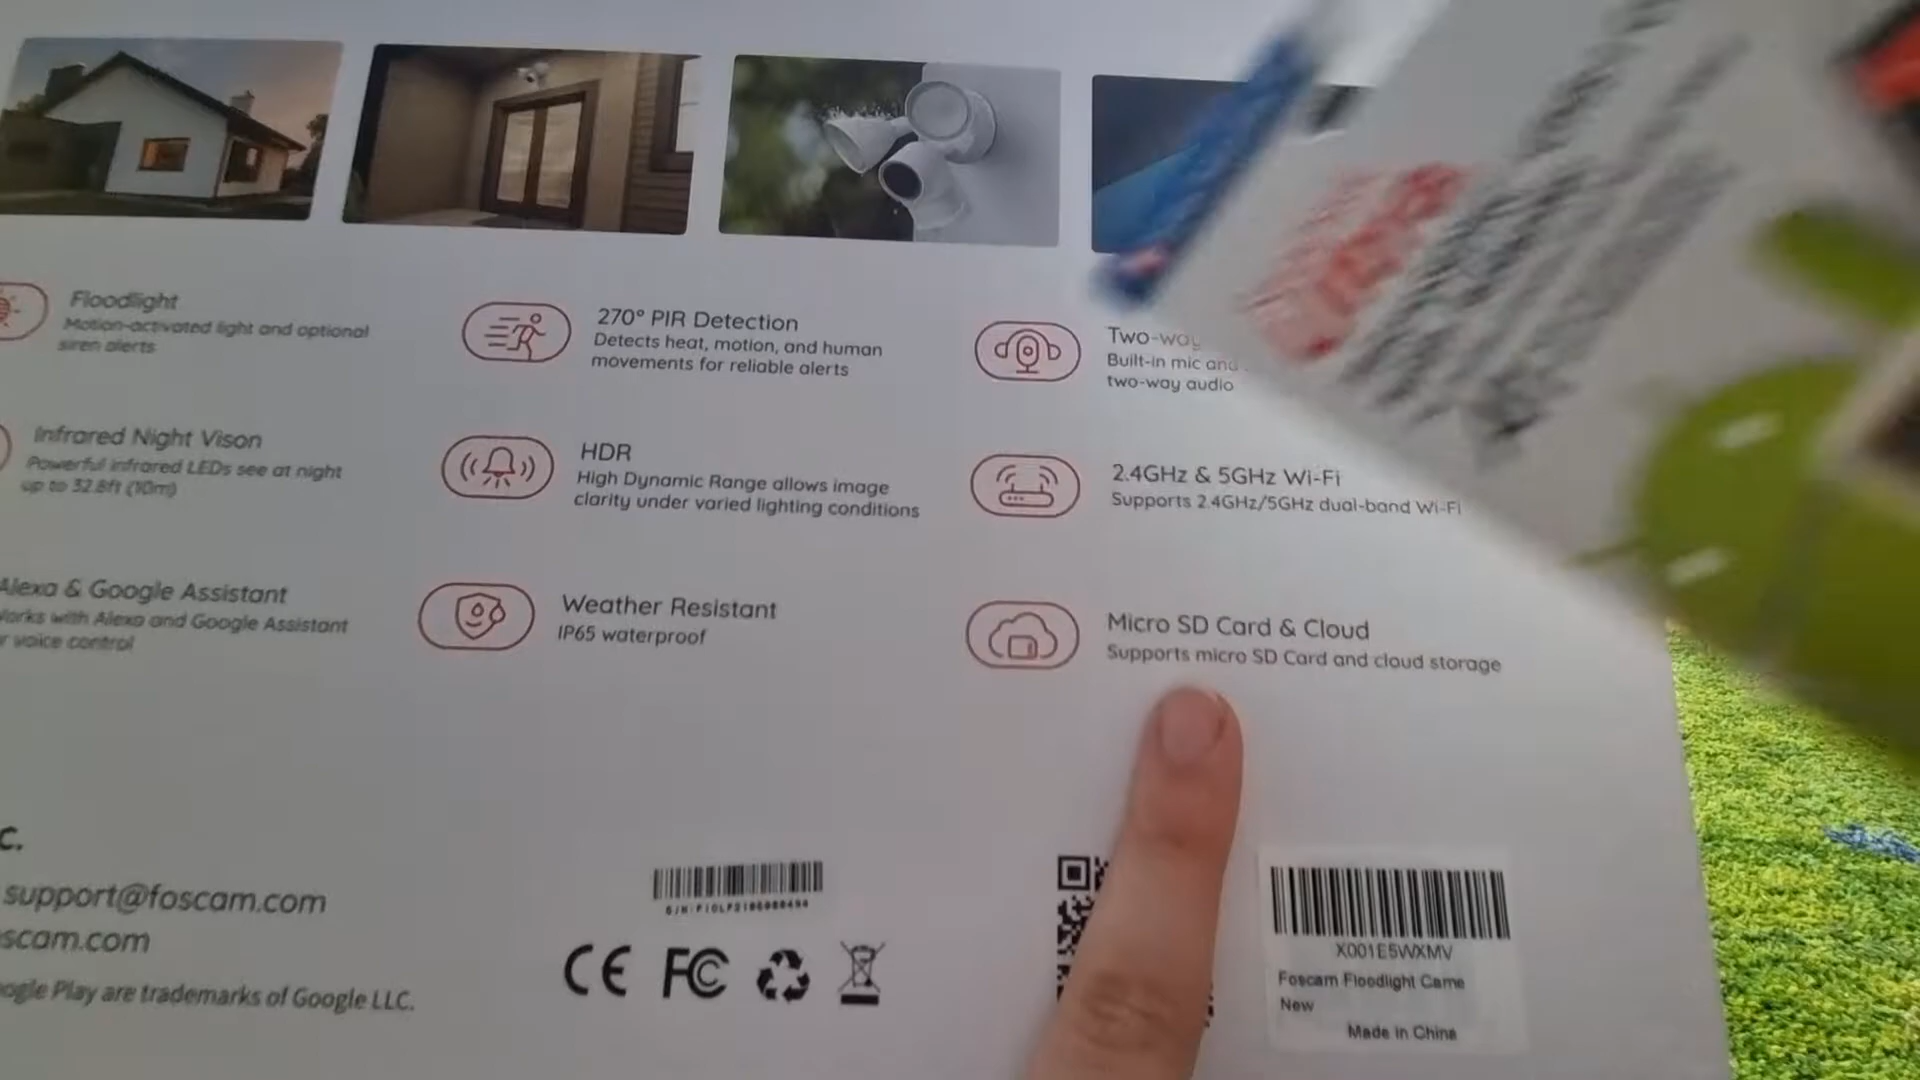 Floodlight
Motion-activated light and optional
siren alerts
270° PIR Detection
Detects heat, motion, and human
movements for reliable alerts
Two-way
Built-in mic and
two-way audio
Infrared Night Vison
Powerful infrared LEDs see at night
up to 32.8ft (10m)
HDR
High Dynamic Range allows image
clarity under varied lighting conditions
2.4GHz & 5GHz Wi-Fi
Supports 2.4GHz/5GHz dual-band Wi-Fi
Alexa & Google Assistant
Works with Alexa and Google Assistant
voice control
Weather Resistant
IP65 waterproof
Micro SD Card & Cloud
Supports micro SD Card and cloud storage
c.
support@foscam.com
scam.com
ogle Play are trademarks of Google LLC.
CE FC
X001E5WXMV
Foscam Floodlight Came
New
Made in China